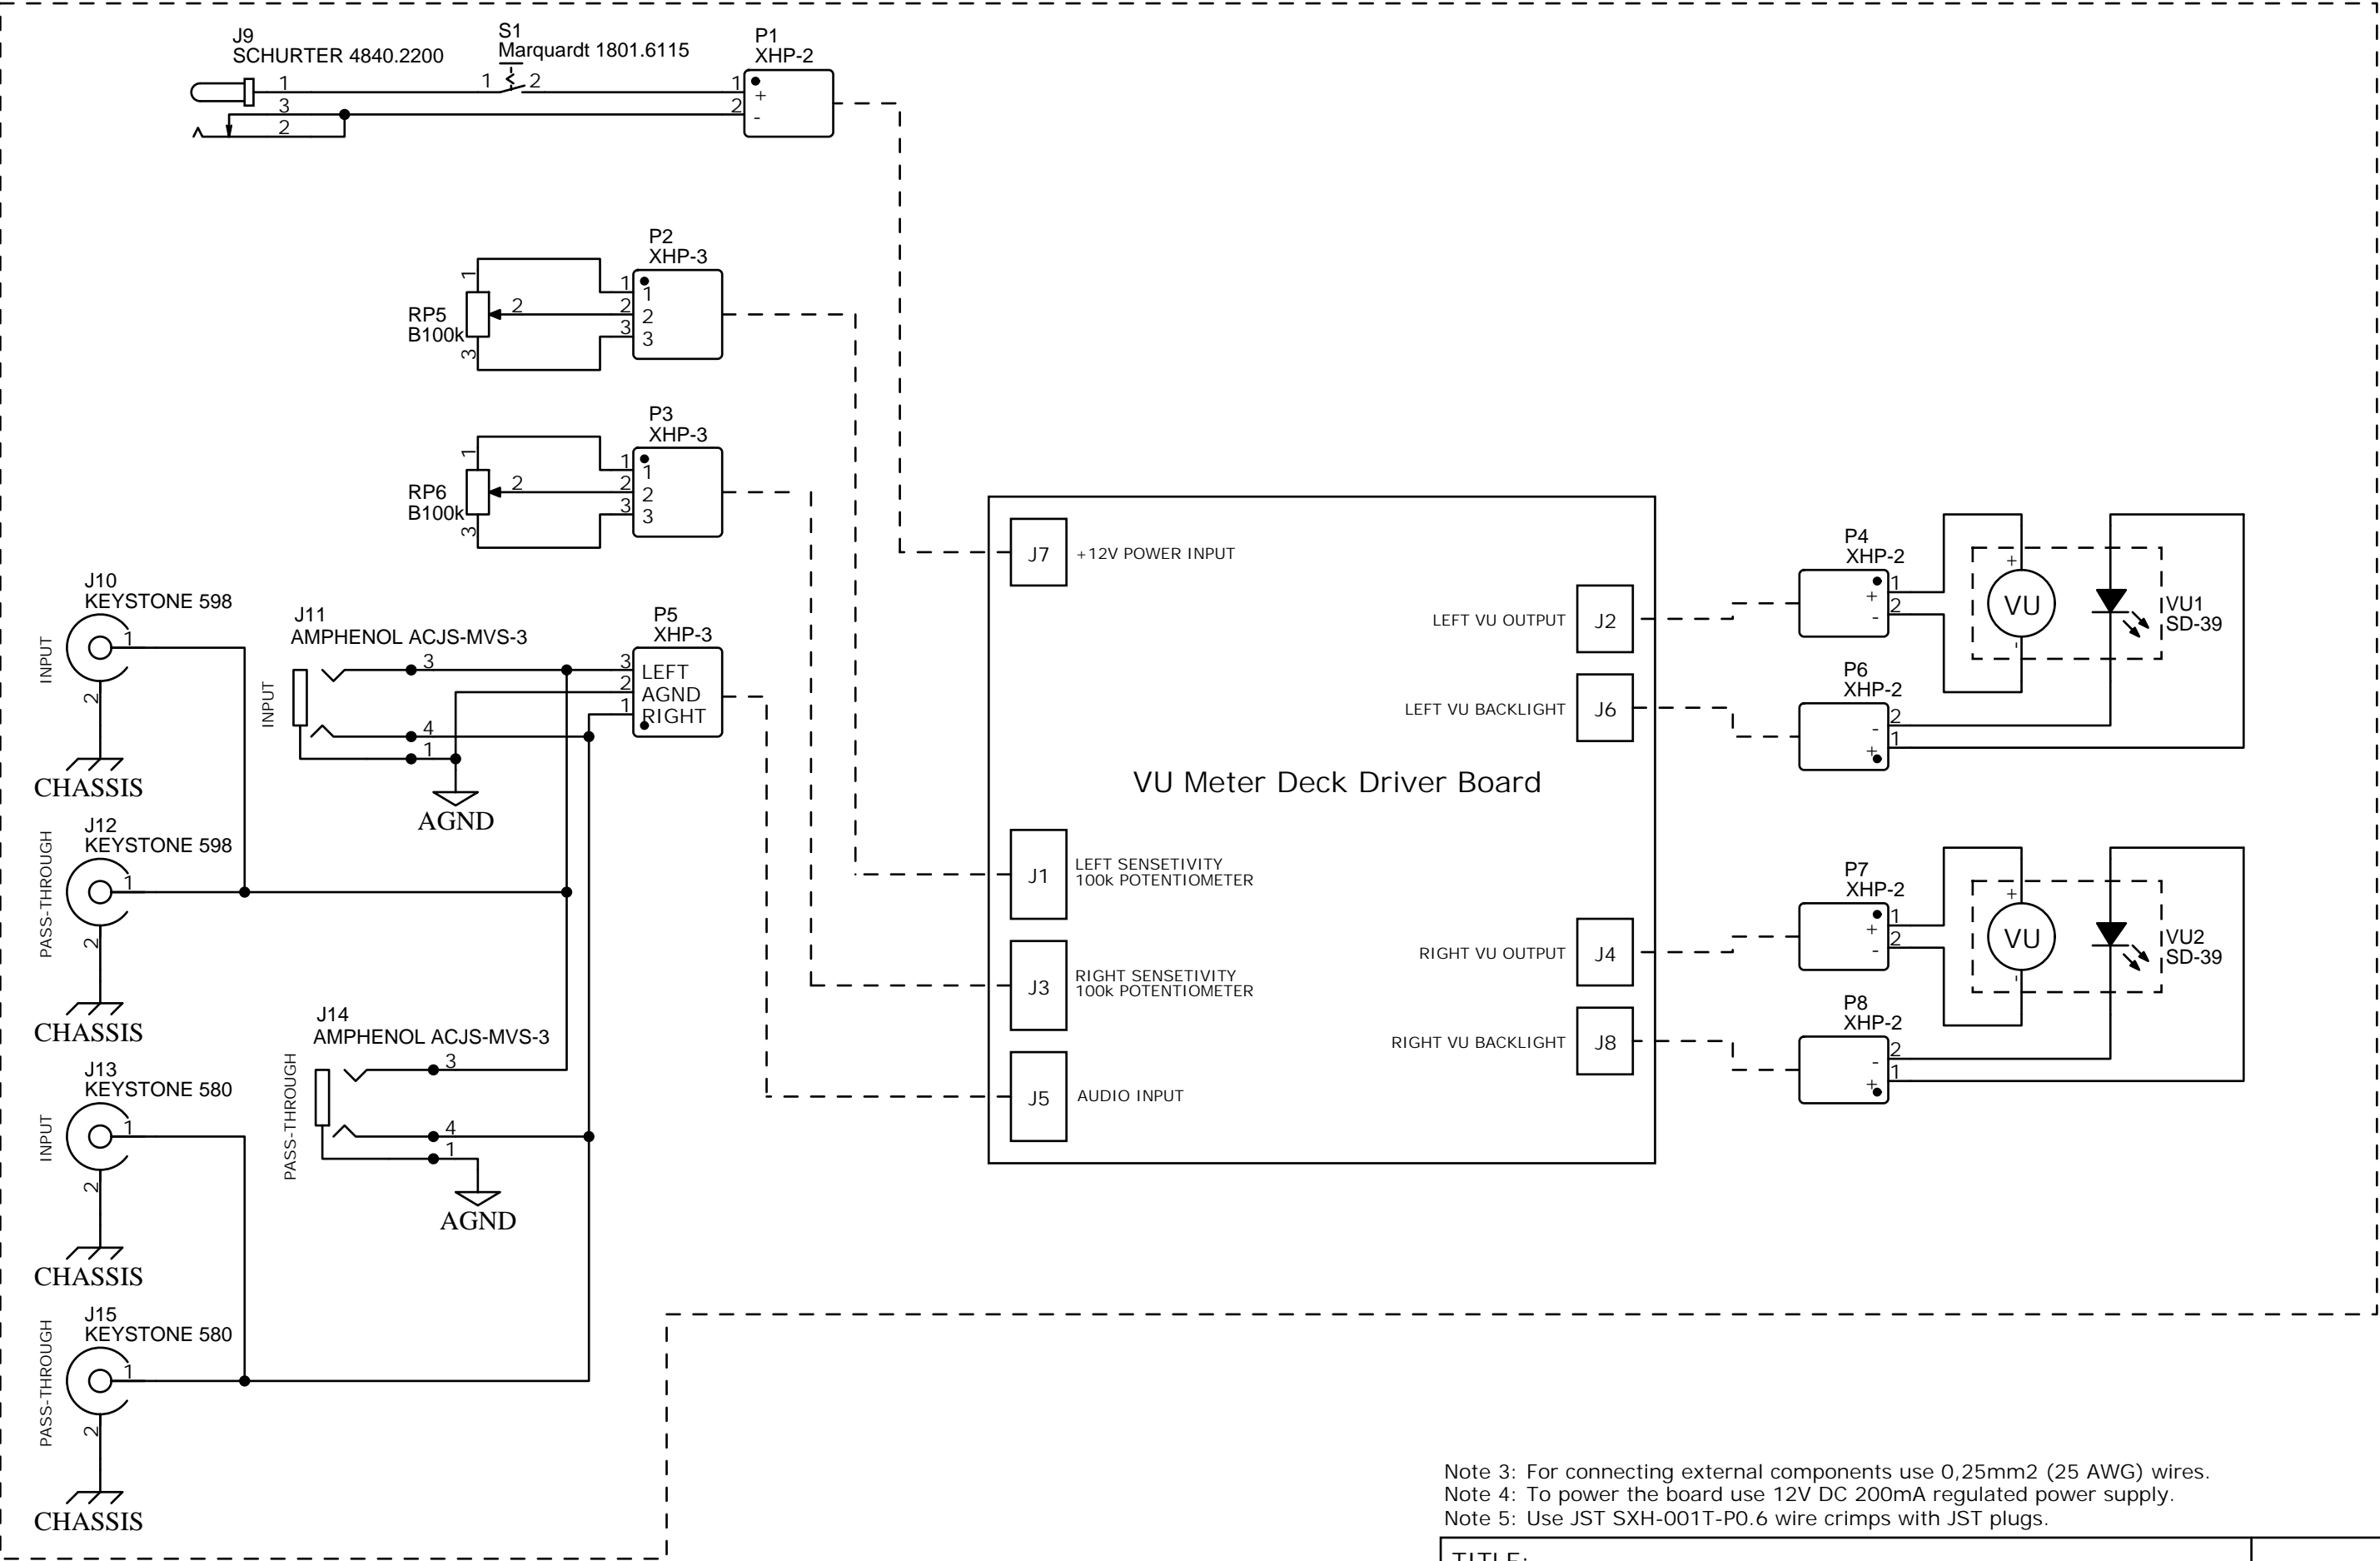 J9
SCHURTER 4840.2200
1
3
2
S1
Marquardt 1801.6115
1 2
P1
XHP-2
1
+
2
-
P2
XHP-3
1
RP5
B100k
2
3
1
1
2
2
3
3
P3
XHP-3
1
RP6
B100k
2
3
1
1
2
2
3
3
J10
KEYSTONE 598
INPUT
1
2
CHASSIS
J11
AMPHENOL ACJS-MVS-3
INPUT
3
4
1
AGND
P5
XHP-3
3 LEFT
2 AGND
1 RIGHT
J12
KEYSTONE 598
PASS-THROUGH
1
2
CHASSIS
J13
KEYSTONE 580
INPUT
1
2
CHASSIS
J14
AMPHENOL ACJS-MVS-3
PASS-THROUGH
3
4
1
AGND
J15
KEYSTONE 580
PASS-THROUGH
1
2
CHASSIS
J7 +12V POWER INPUT
LEFT VU OUTPUT J2
LEFT VU BACKLIGHT J6
VU Meter Deck Driver Board
J1 LEFT SENSETIVITY
100k POTENTIOMETER
J3 RIGHT SENSETIVITY
100k POTENTIOMETER
J5 AUDIO INPUT
RIGHT VU OUTPUT J4
RIGHT VU BACKLIGHT J8
P4
XHP-2
1
+
2
-
+
VU
-
VU1
SD-39
P6
XHP-2
2
-
1
+
P7
XHP-2
1
+
2
-
+
VU
-
VU2
SD-39
P8
XHP-2
2
-
1
+
Note 3: For connecting external components use 0,25mm2 (25 AWG) wires.
Note 4: To power the board use 12V DC 200mA regulated power supply.
Note 5: Use JST SXH-001T-P0.6 wire crimps with JST plugs.
TITLE: